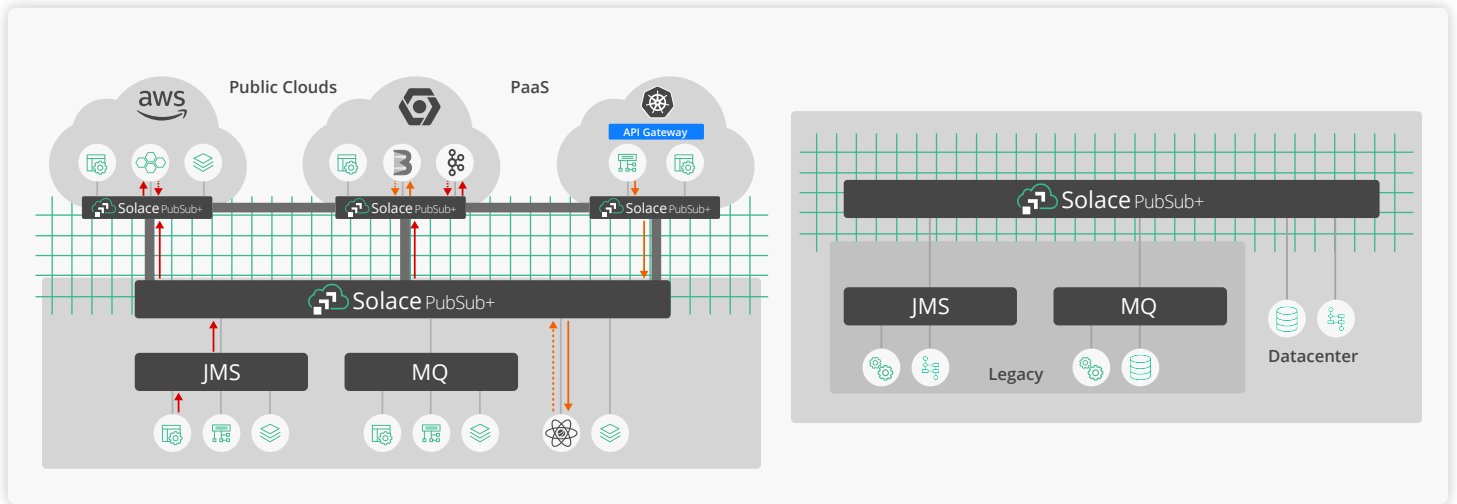 Public Clouds
PaaS
aws
API Gateway
Solace PubSub+
Solace PubSub+
Solace PubSub+
Solace PubSub+
JMS
MQ
Solace PubSub+
JMS
MQ
Legacy
Datacenter